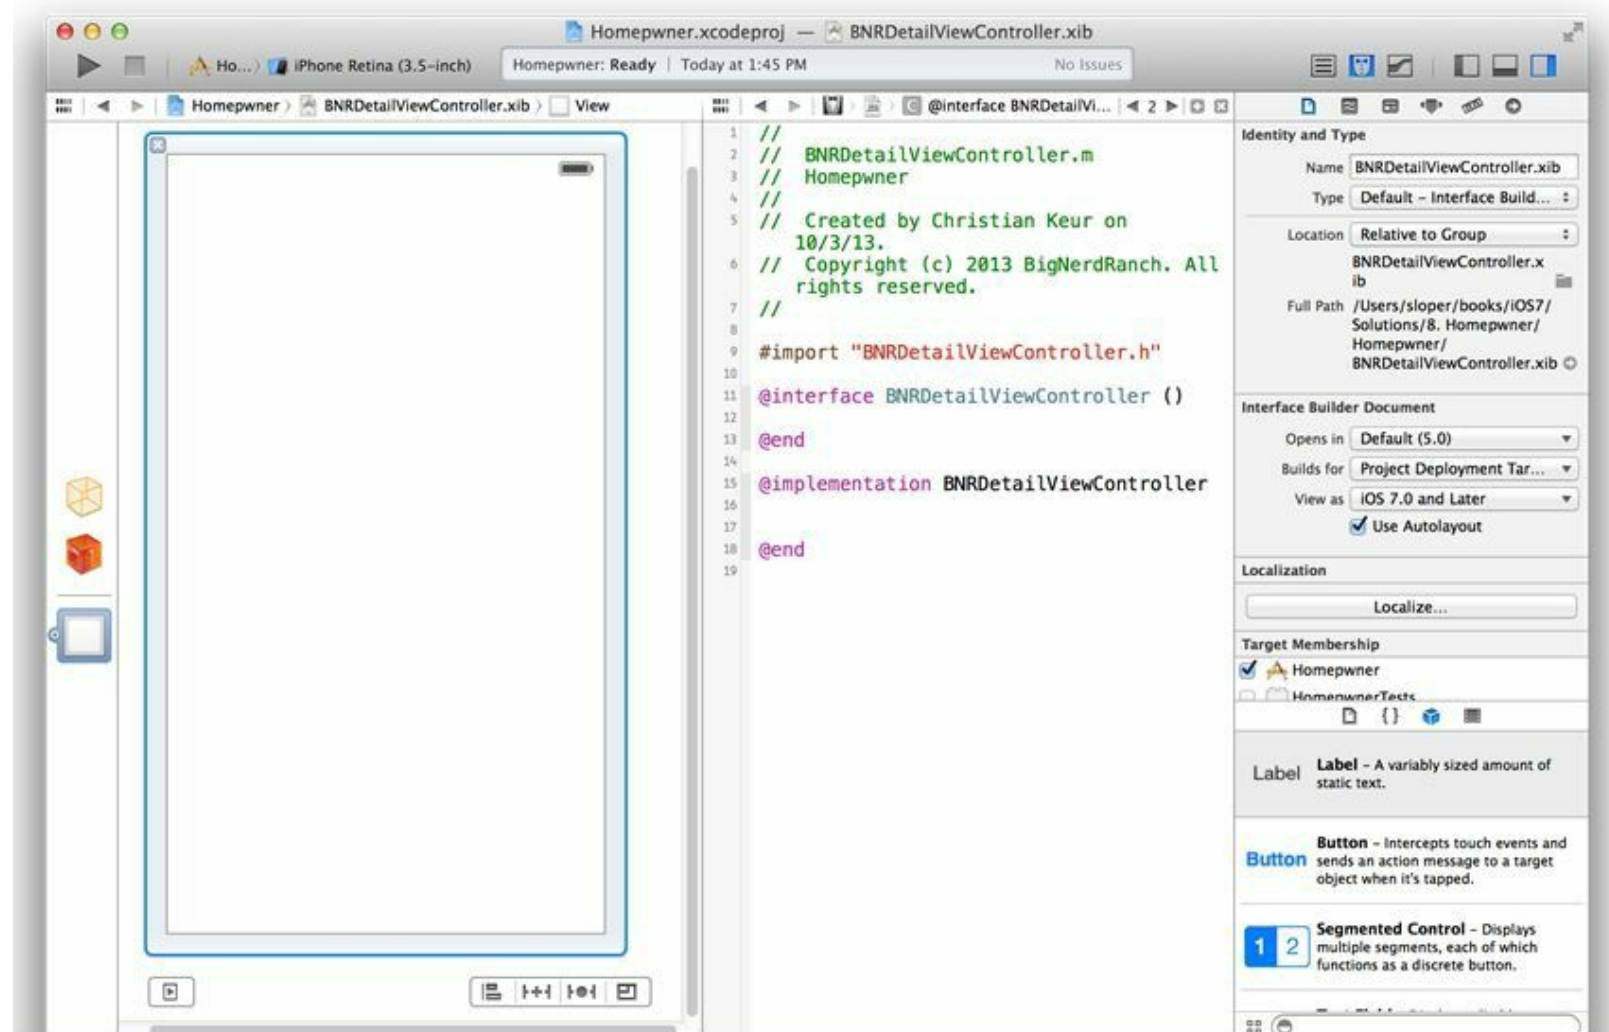 Homepwner.xcodeproj — BNRDetailViewController.xib
Ho... iPhone Retina (3.5-inch)
Homepwner: Ready | Today at 1:45 PM
No Issues
Homepwner BNRDetailViewController.xib View
@interface BNRDetailVi... 2
1 //
2 // BNRDetailViewController.m
3 // Homepwner
4 //
5 // Created by Christian Keur on
10/3/13.
6 // Copyright (c) 2013 BigNerdRanch. All
rights reserved.
7 //
8
9 #import "BNRDetailViewController.h"
10
11 @interface BNRDetailViewController ()
12
13 @end
14
15 @implementation BNRDetailViewController
16
17
18 @end
19
Identity and Type
Name BNRDetailViewController.xib
Type Default - Interface Build...
Location Relative to Group
BNRDetailViewController.x
ib
Full Path /Users/sloper/books/iOS7/
Solutions/8. Homepwner/
Homepwner/
BNRDetailViewController.xib
Interface Builder Document
Opens in Default (5.0)
Builds for Project Deployment Tar...
View as iOS 7.0 and Later
Use Autolayout
Localization
Localize...
Target Membership
Homepwner
HomepwnerTests
{}
Label Label - A variably sized amount of
static text.
Button Button - Intercepts touch events and
sends an action message to a target
object when it's tapped.
1 2 Segmented Control - Displays
multiple segments, each of which
functions as a discrete button.